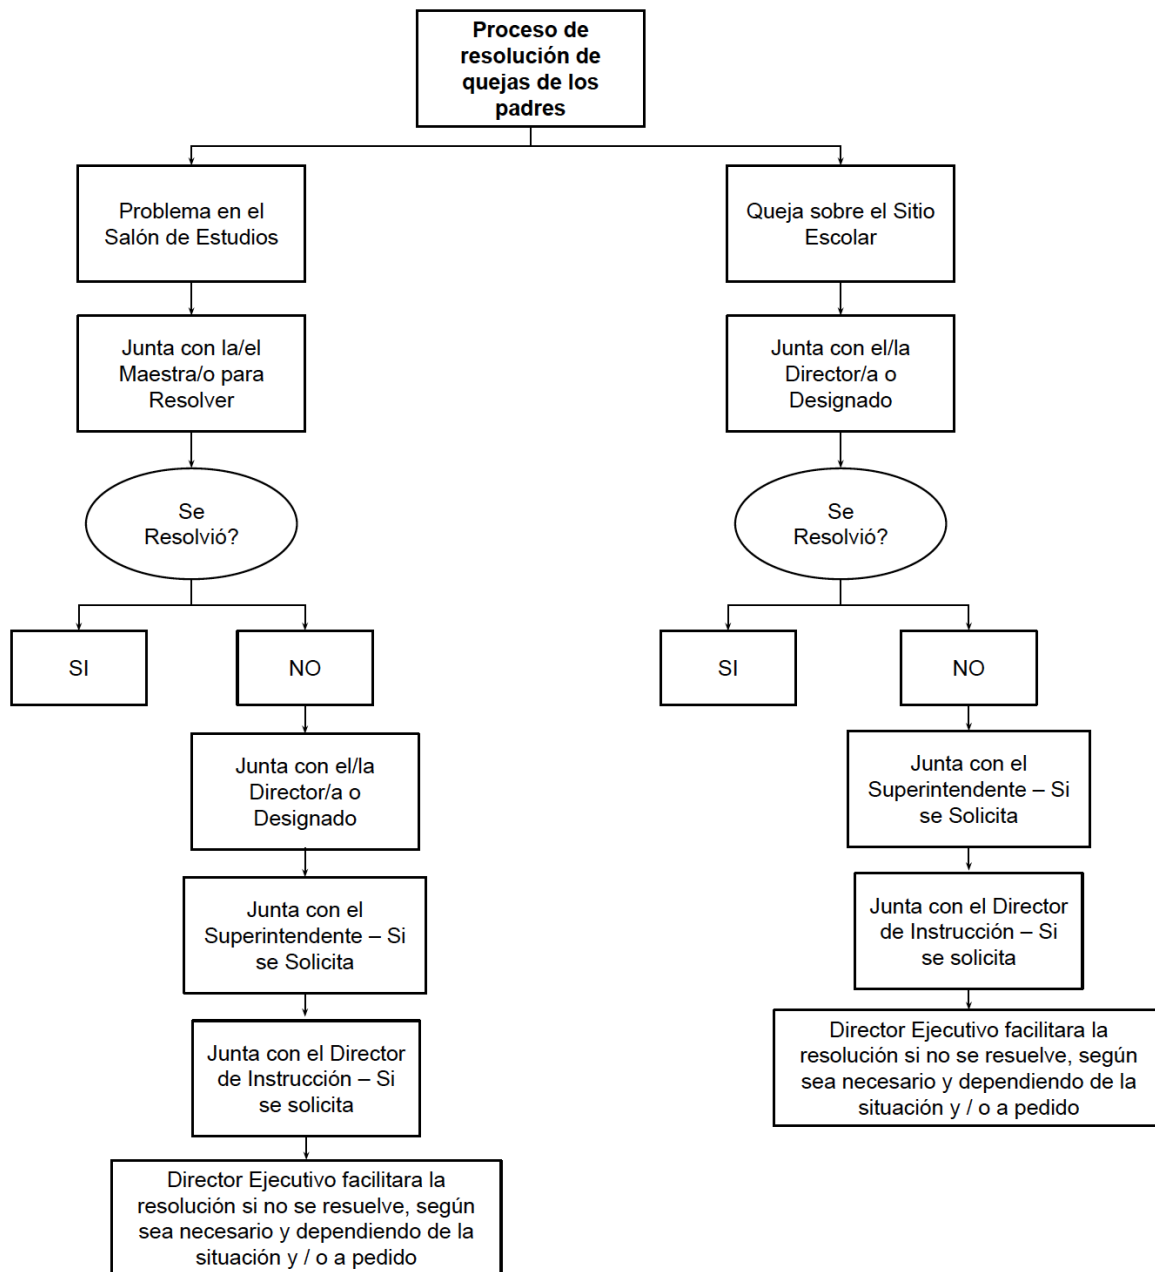 Proceso de
resolución de
quejas de los
padres
Problema en el
Salón de Estudios
Queja sobre el Sitio
Escolar
Junta con la/el
Maestra/o para
Resolver
Junta con el/la
Director/a o
Designado
Se
Resolvió?
Se
Resolvió?
SI
NO
SI
NO
Junta con el/la
Director/a o
Designado
Junta con el
Superintendente – Si
se Solicita
Junta con el
Superintendente – Si
se Solicita
Junta con el Director
de Instrucción – Si
se solicita
Junta con el Director
de Instrucción – Si
se solicita
Director Ejecutivo facilitara la
resolución si no se resuelve, según
sea necesario y dependiendo de la
situación y / o a pedido
Director Ejecutivo facilitara la
resolución si no se resuelve, según
sea necesario y dependiendo de la
situación y / o a pedido